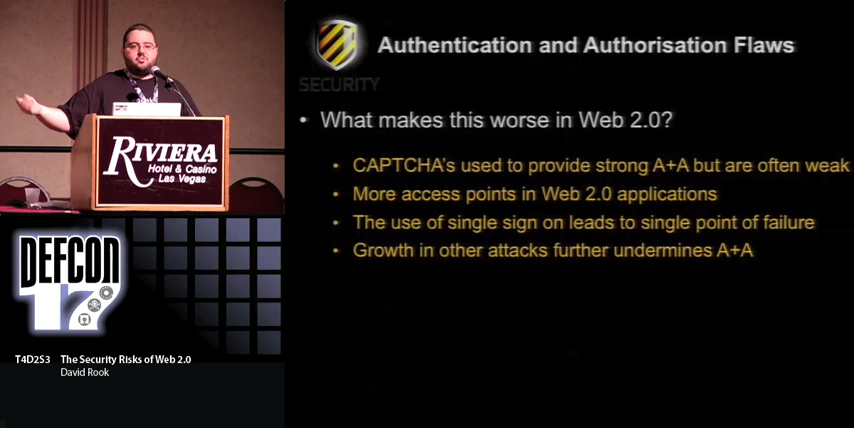 Authentication and Authorisation Flaws
SECURITY
• What makes this worse in Web 2.0?
• CAPTCHA's used to provide strong A+A but are often weak
• More access points in Web 2.0 applications
• The use of single sign on leads to single point of failure
• Growth in other attacks further undermines A+A
RIVIERA
Hotel & Casino
Las Vegas
DEFCON
17
T4D2S3 The Security Risks of Web 2.0
David Rook